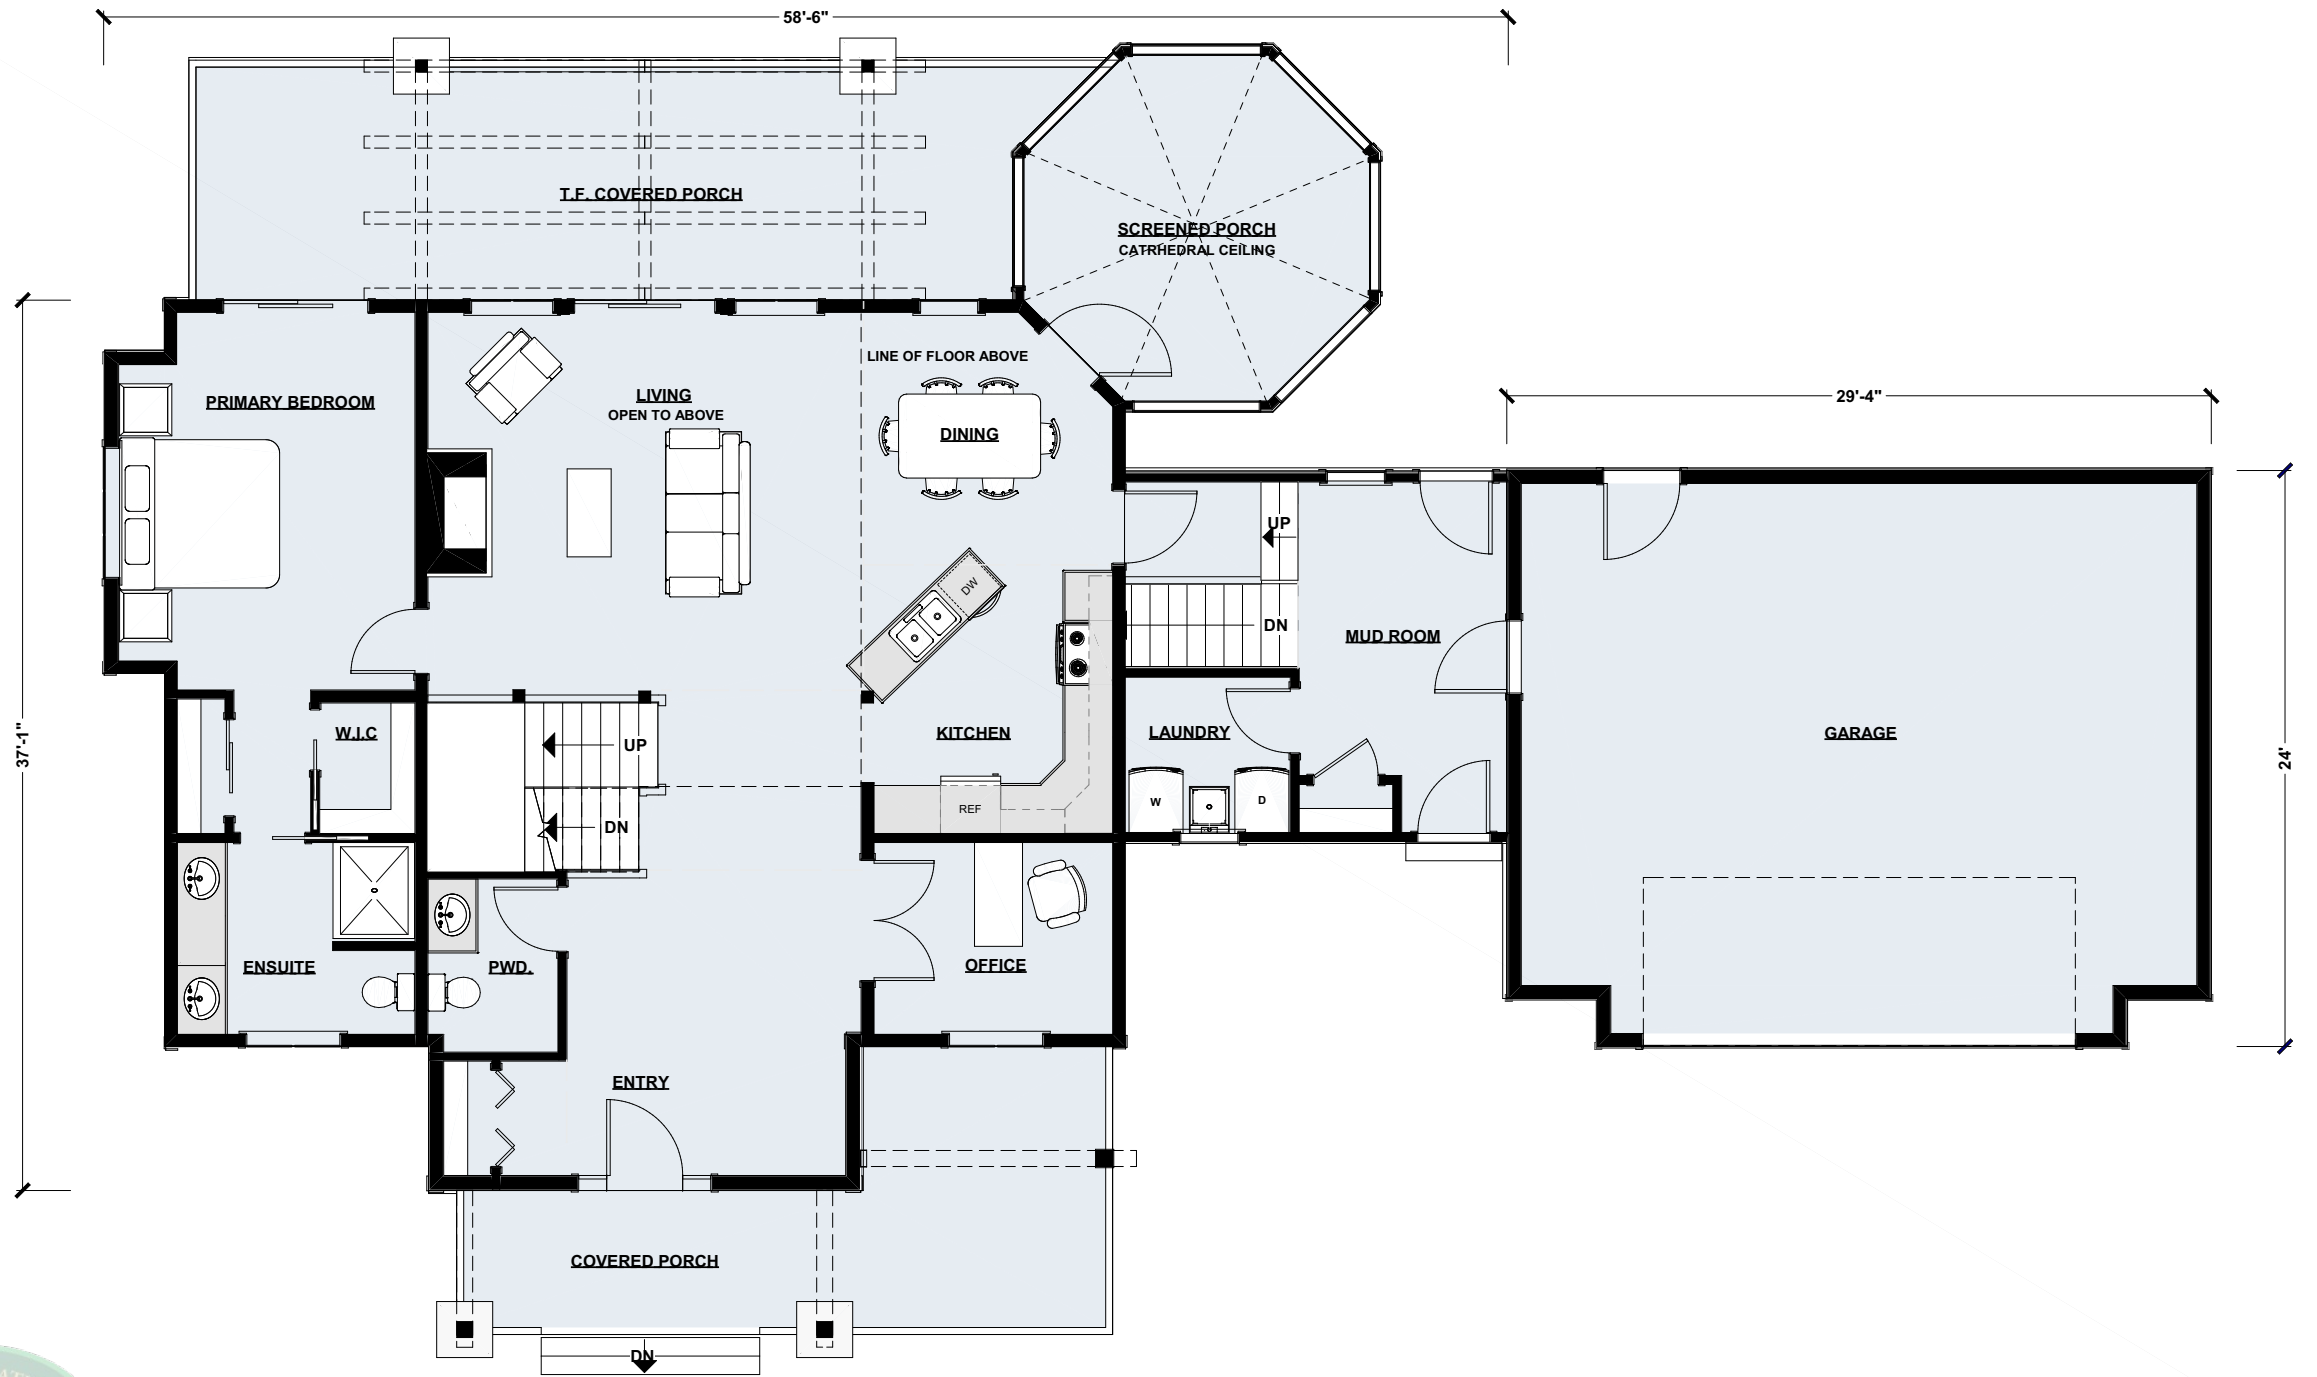 58'-6"
T.F. COVERED PORCH
SCREENED PORCH
CATRHEDRAL CEILING
LINE OF FLOOR ABOVE
PRIMARY BEDROOM
LIVING
OPEN TO ABOVE
29'-4"
DINING
UP
DW
DN
MUD ROOM
37'-1"
W.I.C
UP
KITCHEN
LAUNDRY
GARAGE
24'
W
D
REF
DN
ENSUITE
PWD.
OFFICE
ENTRY
COVERED PORCH
DN